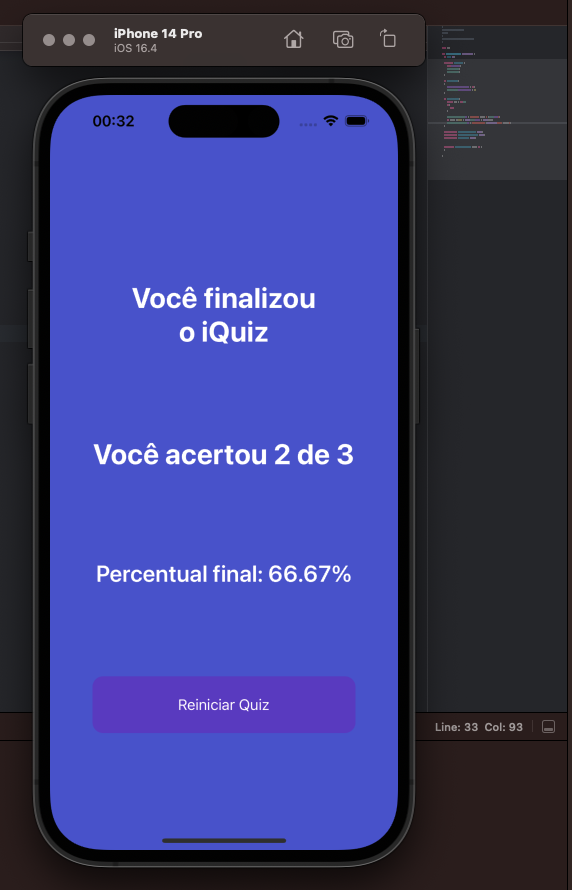 iPhone 14 Pro
iOS 16.4
00:32
Você finalizou
o iQuiz
Você acertou 2 de 3
Percentual final: 66.67%
Reiniciar Quiz
Line: 33 Col: 93